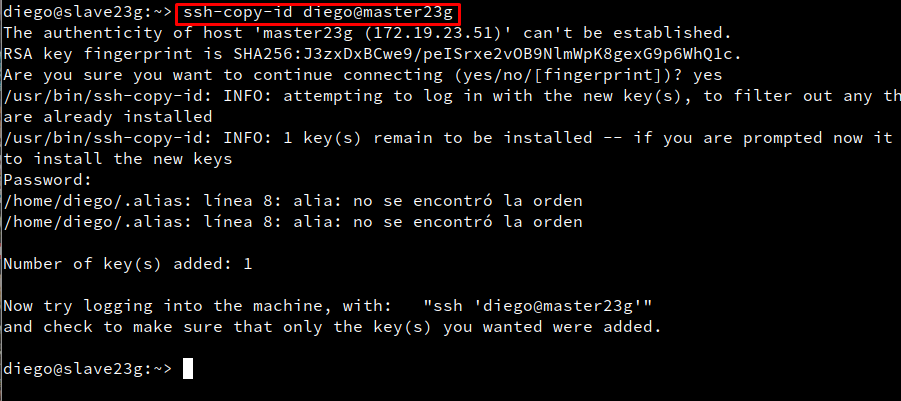 diego@slave23g:~> ssh-copy-id diego@master23g
The authenticity of host 'master23g (172.19.23.51)' can't be established.
RSA key fingerprint is SHA256:J3zxDxBCwe9/peISrxe2vOB9NlmWpK8gexG9p6WhQ1c.
Are you sure you want to continue connecting (yes/no/[fingerprint])? yes
/usr/bin/ssh-copy-id: INFO: attempting to log in with the new key(s), to filter out any th
are already installed
/usr/bin/ssh-copy-id: INFO: 1 key(s) remain to be installed -- if you are prompted now it
to install the new keys
Password:
/home/diego/.alias: línea 8: alia: no se encontró la orden
/home/diego/.alias: línea 8: alia: no se encontró la orden
Number of key(s) added: 1
Now try logging into the machine, with:   "ssh 'diego@master23g'"
and check to make sure that only the key(s) you wanted were added.
diego@slave23g:~>